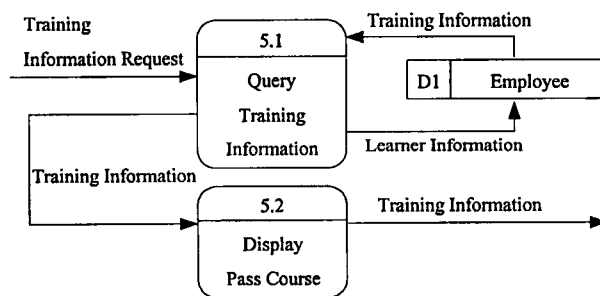 Training
Information Request
5.1
Query
Training
Information
Training Information
D1 Employee
Learner Information
Training Information
5.2
Display
Pass Course
Training Information